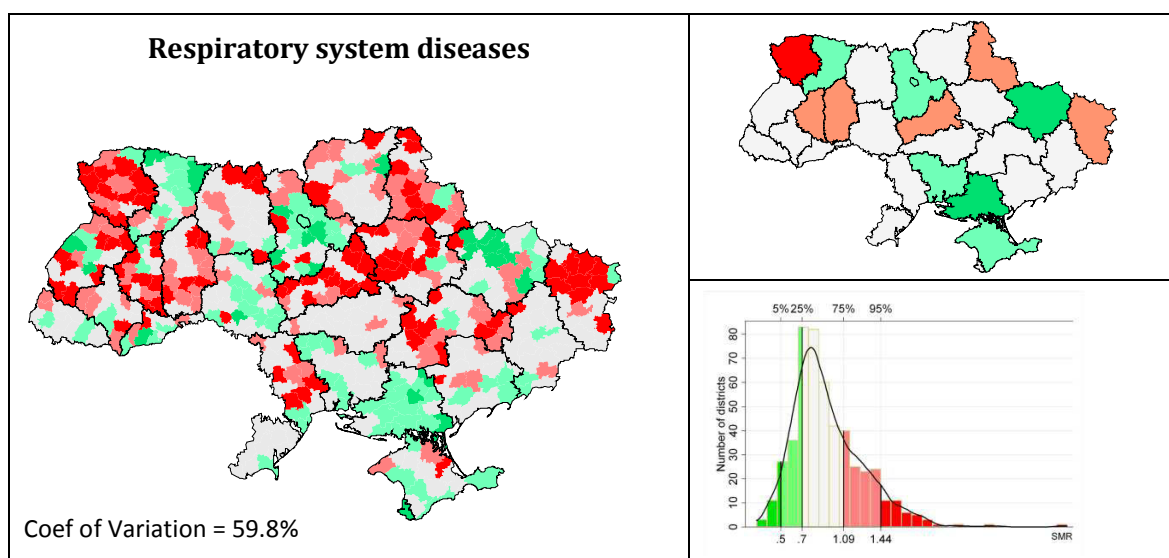 Respiratory system diseases
Coef of Variation = 59.8%
5% 25% 75% 95%
Number of districts
80
70
60
50
40
30
20
10
0
.5 .7 1.09 1.44 SMR